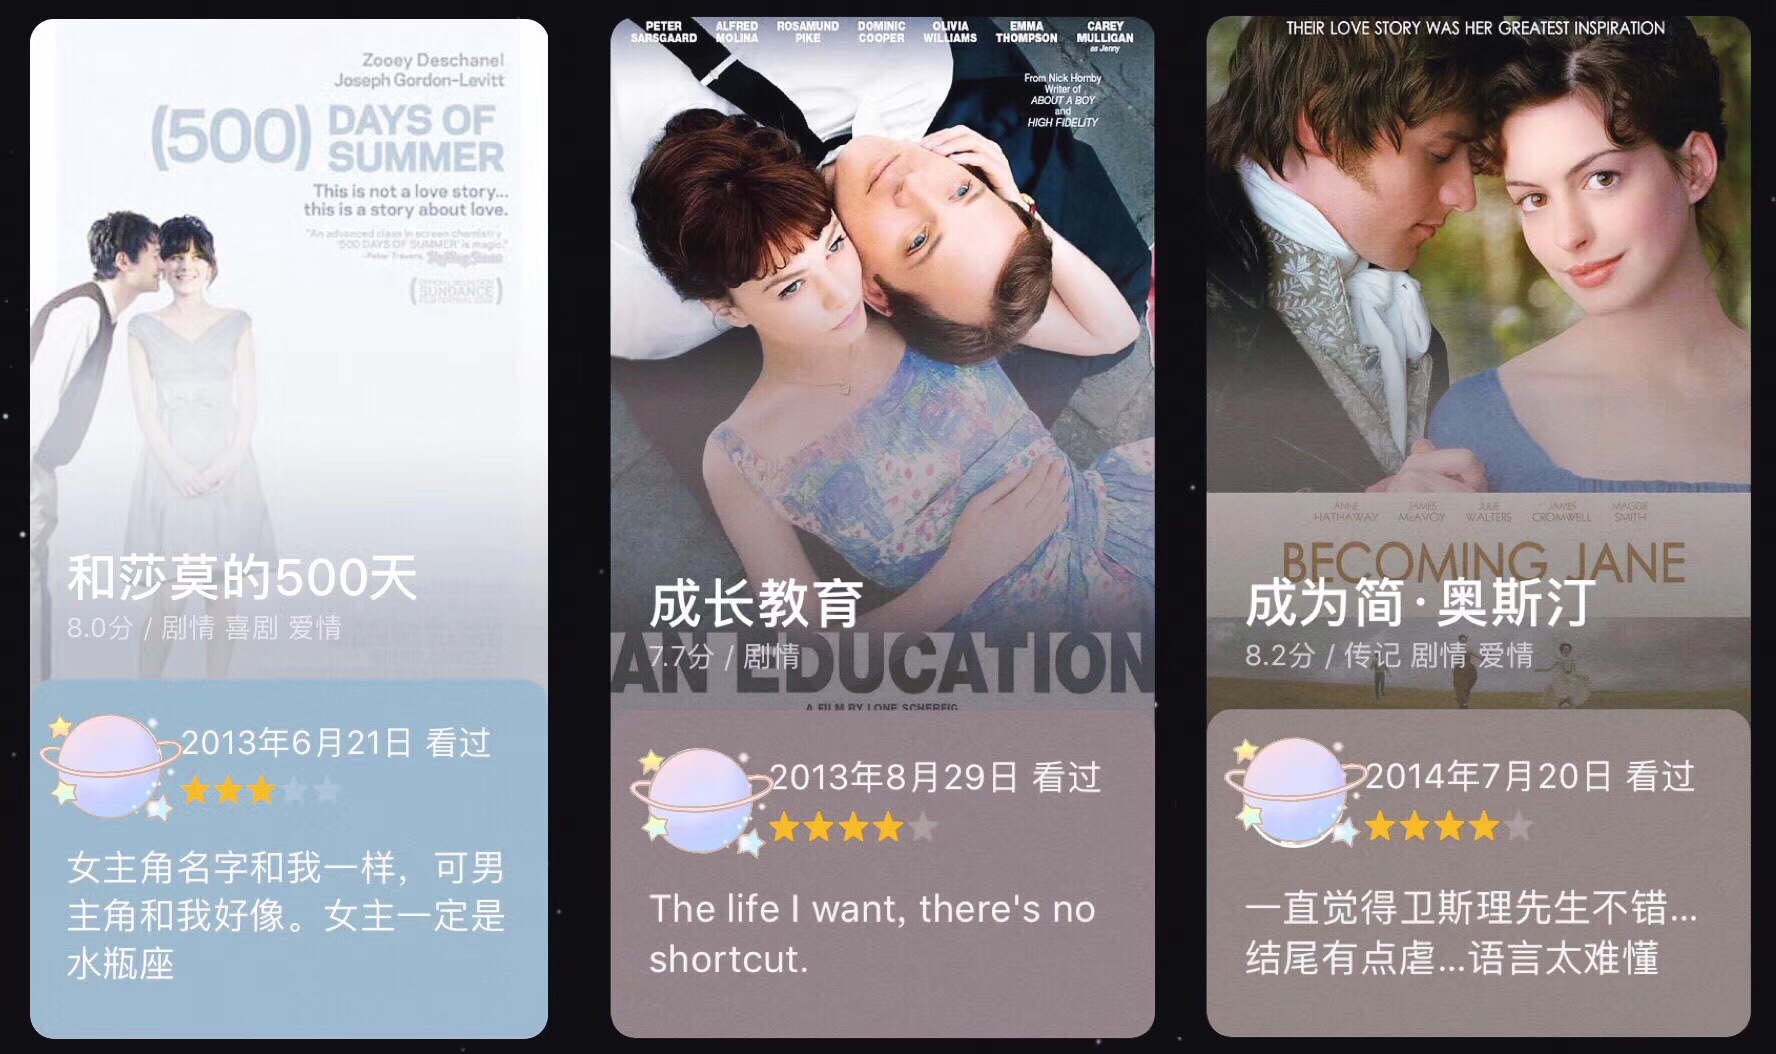 Zooey Deschanel
Joseph Gordon-Levitt
(500) DAYS OF
SUMMER
This is not a love story...
this is a story about love.
"An advanced class in screen chemistry.
'500 DAYS OF SUMMER' is magic."
-Peter Travers, Rolling Stone
OFFICIAL SELECTION
SUNDANCE
FILM FESTIVAL
和莎莫的500天
8.0分 / 剧情 喜剧 爱情
2013年6月21日 看过
女主角名字和我一样，可男
主角和我好像。女主一定是
水瓶座
PETER SARSGAARD
ALFRED MOLINA
ROSAMUND PIKE
DOMINIC COOPER
OLIVIA WILLIAMS
EMMA THOMPSON
CAREY MULLIGAN
as Jenny
From Nick Hornby
Writer of
ABOUT A BOY
and
HIGH FIDELITY
成长教育
7.7分 / 剧情
AN EDUCATION
A FILM BY LONE SCHERFIG
2013年8月29日 看过
The life I want, there's no
shortcut.
THEIR LOVE STORY WAS HER GREATEST INSPIRATION
ANNE HATHAWAY
JAMES McAVOY
JULIE WALTERS
JAMES CROMWELL
MAGGIE SMITH
BECOMING JANE
成为简·奥斯汀
8.2分 / 传记 剧情 爱情
2014年7月20日 看过
一直觉得卫斯理先生不错...
结尾有点虐...语言太难懂